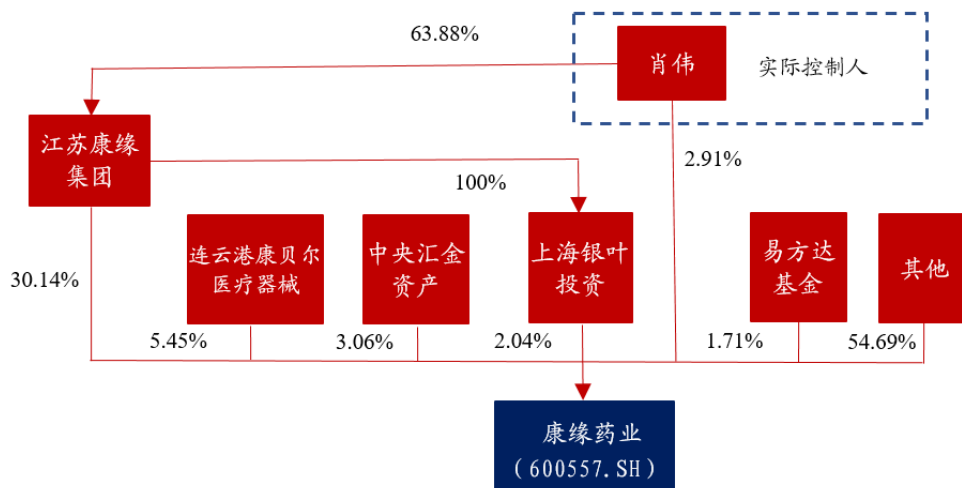 63.88%
肖伟
实际控制人
江苏康缘
集团
2.91%
100%
连云港康贝尔
医疗器械
中央汇金
资产
上海银叶
投资
易方达
基金
其他
30.14%
5.45%
3.06%
2.04%
1.71%
54.69%
康缘药业
(600557.SH)